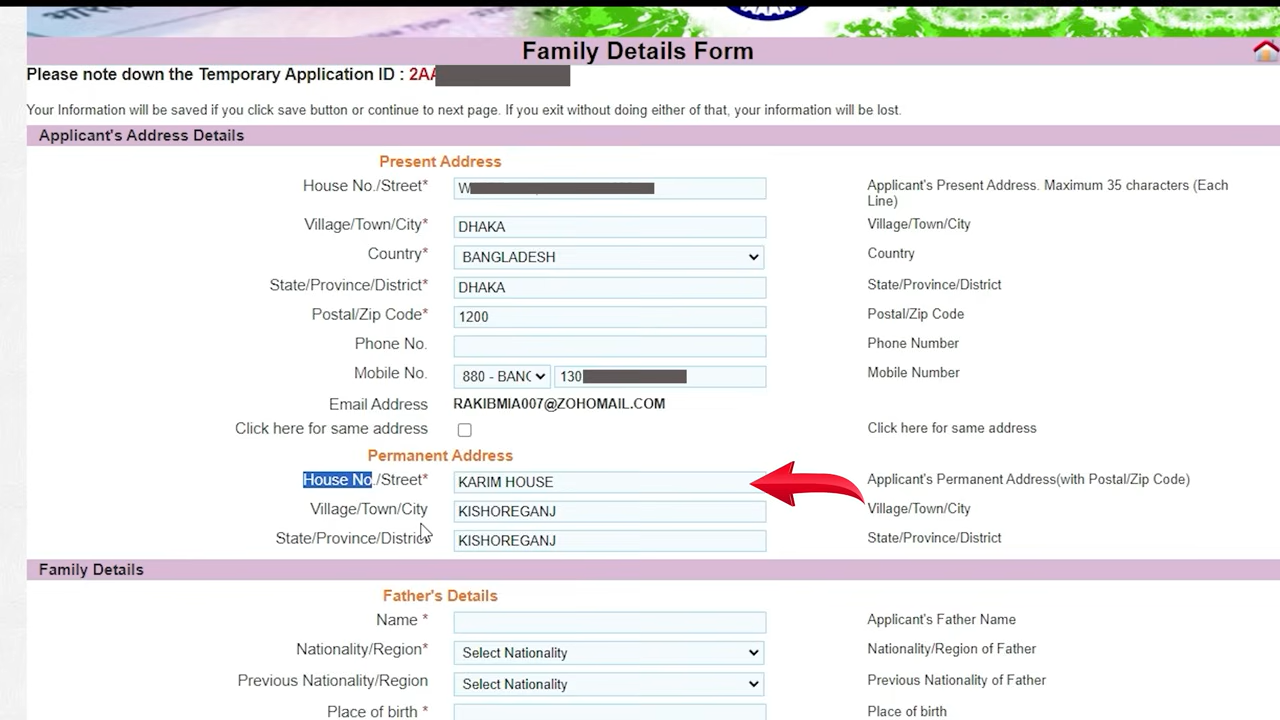 Family Details Form
Please note down the Temporary Application ID : 2AA
Your Information will be saved if you click save button or continue to next page. If you exit without doing either of that, your information will be lost.
Applicant's Address Details
Present Address
House No./Street* W Applicant's Present Address. Maximum 35 characters (Each Line)
Village/Town/City* DHAKA Village/Town/City
Country* BANGLADESH Country
State/Province/District* DHAKA State/Province/District
Postal/Zip Code* 1200 Postal/Zip Code
Phone No. Phone Number
Mobile No. 880 - BANG 130 Mobile Number
Email Address RAKIBMIA007@ZOHOMAIL.COM
Click here for same address Click here for same address
Permanent Address
House No./Street* KARIM HOUSE Applicant's Permanent Address(with Postal/Zip Code)
Village/Town/City KISHOREGANJ Village/Town/City
State/Province/District KISHOREGANJ State/Province/District
Family Details
Father's Details
Name * Applicant's Father Name
Nationality/Region* Select Nationality Nationality/Region of Father
Previous Nationality/Region Select Nationality Previous Nationality of Father
Place of birth * Place of birth